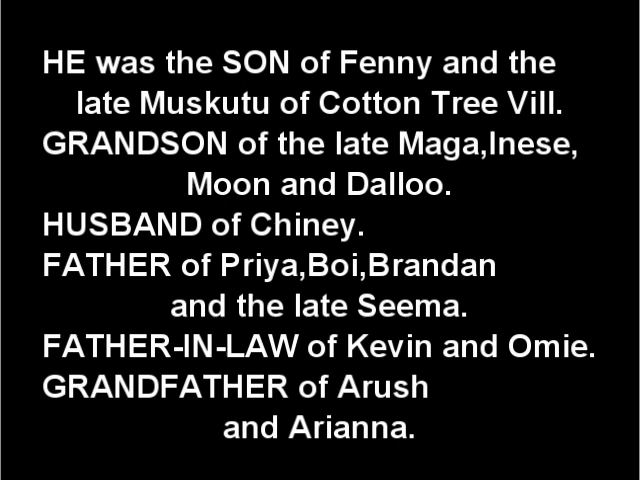 HE was the SON of Fenny and the
late Muskutu of Cotton Tree Vill.
GRANDSON of the late Maga,Inese,
Moon and Dalloo.
HUSBAND of Chiney.
FATHER of Priya,Boi,Brandan
and the late Seema.
FATHER-IN-LAW of Kevin and Omie.
GRANDFATHER of Arush
and Arianna.